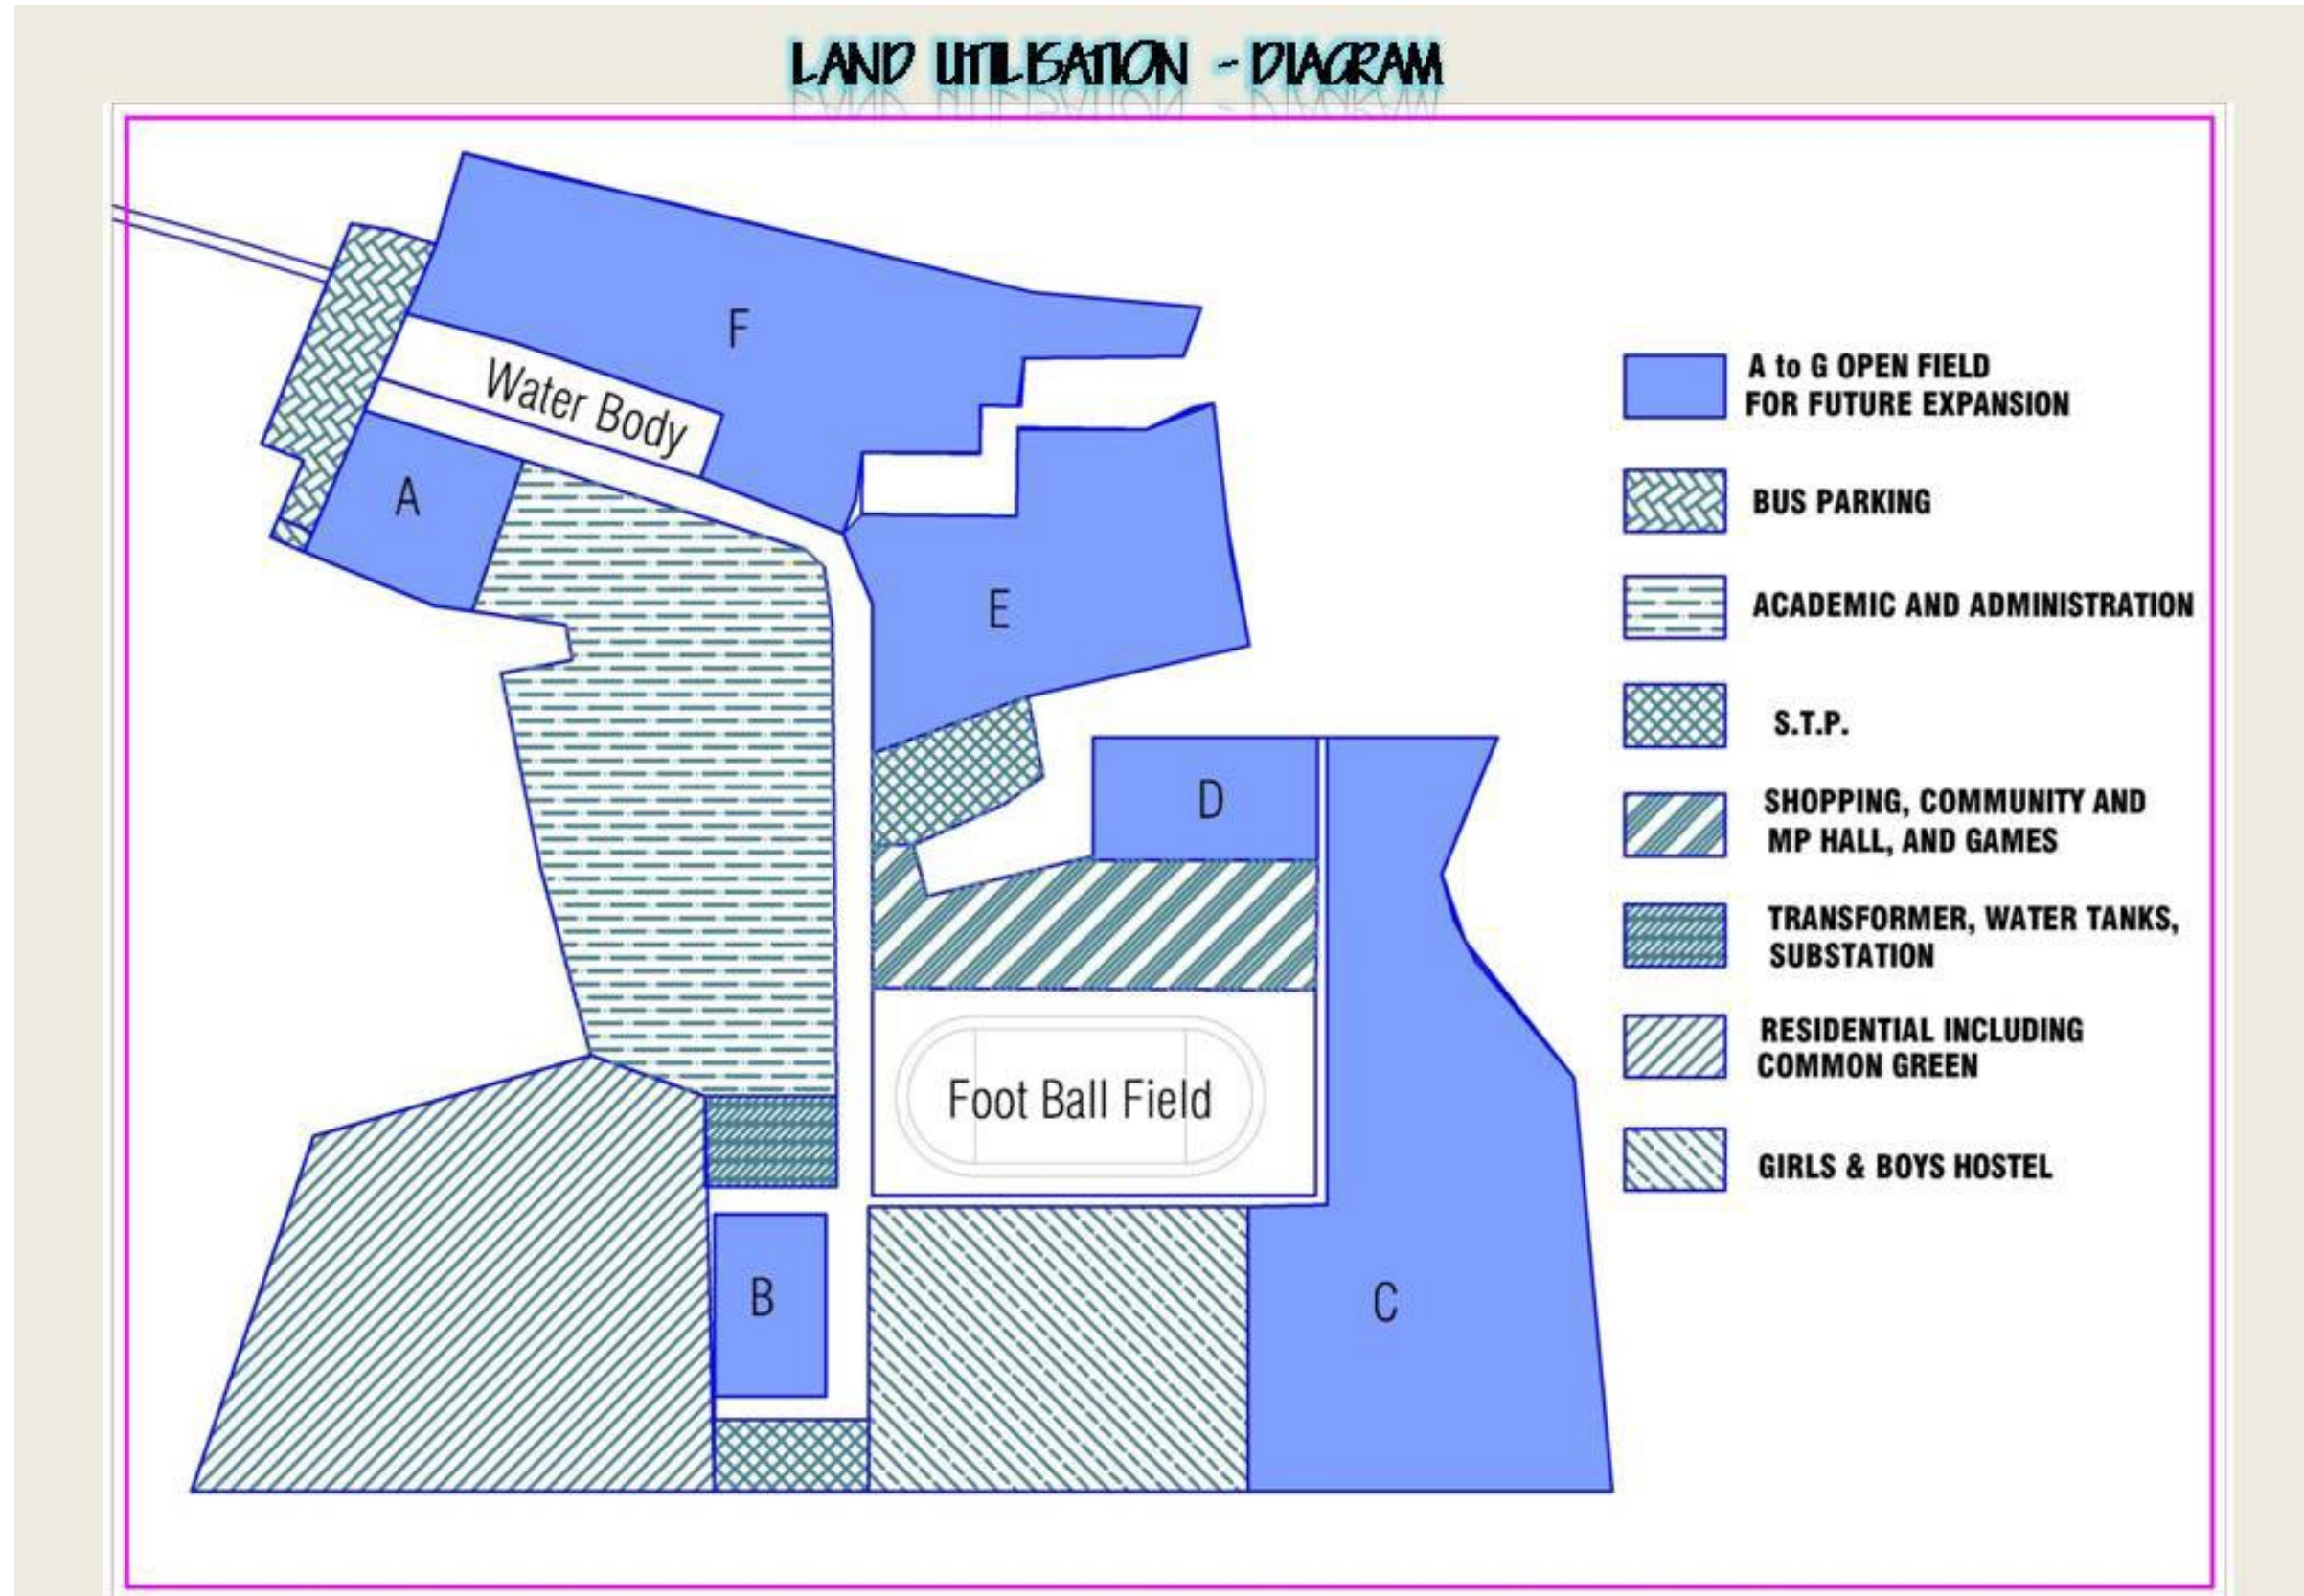 LAND UTILISATION - DIAGRAM
F
Water Body
A
E
D
Foot Ball Field
B
C
A to G OPEN FIELD
FOR FUTURE EXPANSION
BUS PARKING
ACADEMIC AND ADMINISTRATION
S.T.P.
SHOPPING, COMMUNITY AND
MP HALL, AND GAMES
TRANSFORMER, WATER TANKS,
SUBSTATION
RESIDENTIAL INCLUDING
COMMON GREEN
GIRLS & BOYS HOSTEL